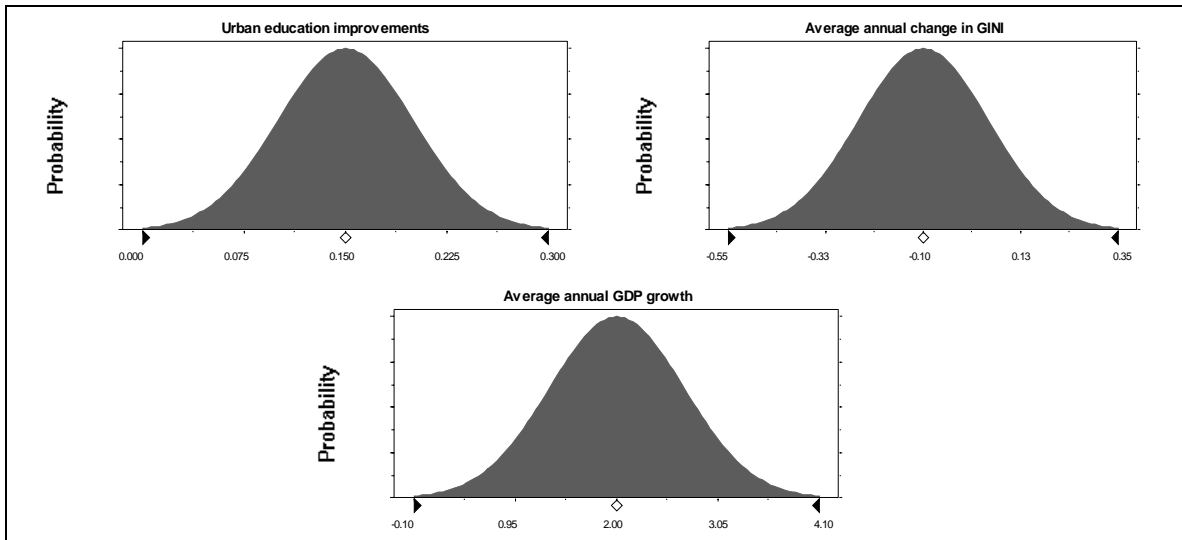 Urban education improvements
Probability
0.000 0.075 0.150 0.225 0.300
Average annual change in GINI
Probability
-0.55 -0.33 -0.10 0.13 0.35
Average annual GDP growth
Probability
-0.10 0.95 2.00 3.05 4.10